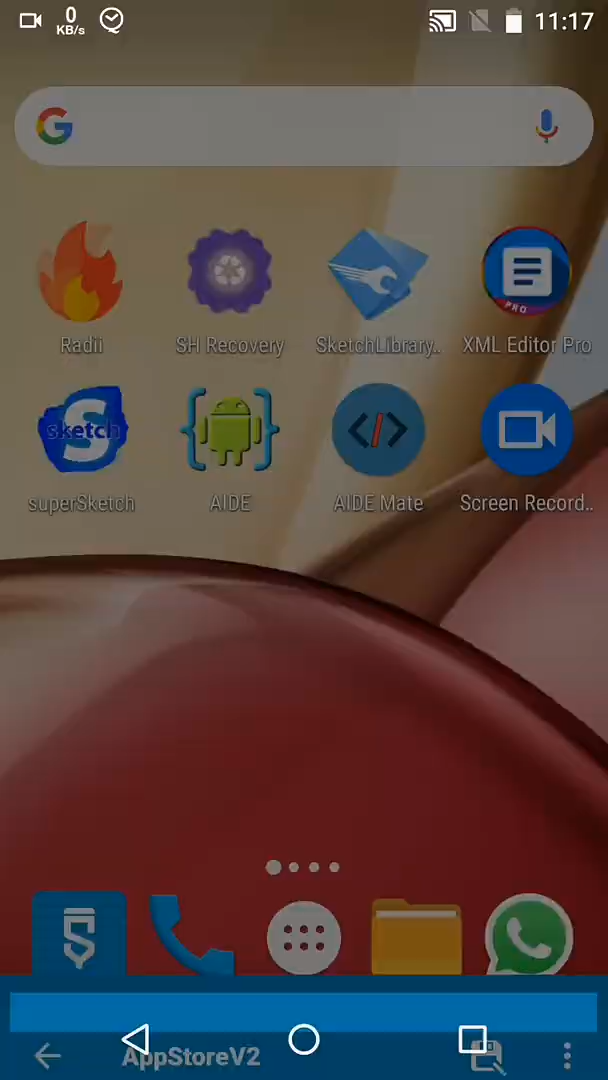 0
KB/s
11:17
G
Radii
SH Recovery
SketchLibrary..
PRO
XML Editor Pro
sketch
S
superSketch
AIDE
</>
AIDE Mate
Screen Record..
S
AppStoreV2